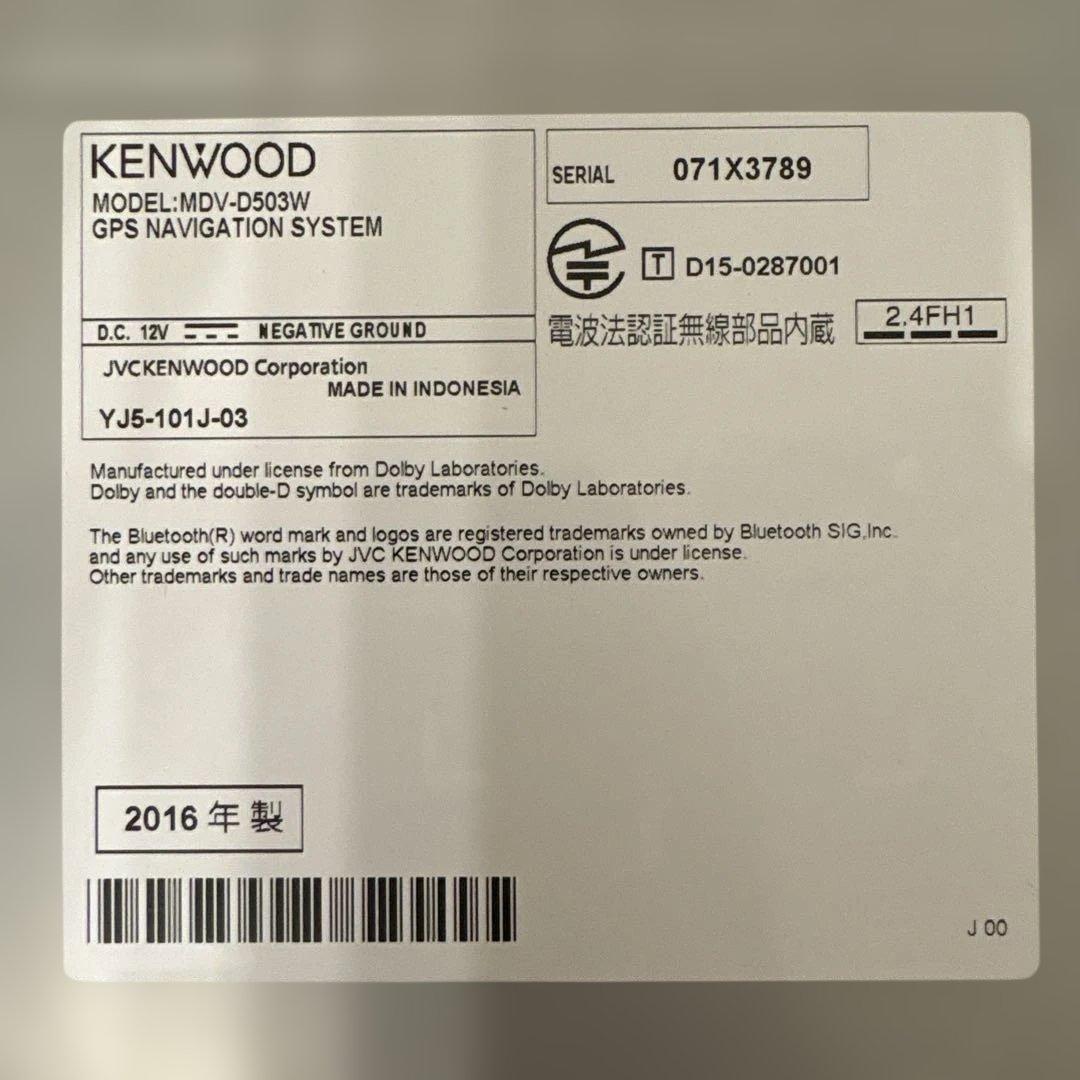 KENWOOD
MODEL:MDV-D503W
GPS NAVIGATION SYSTEM
D.C. 12V NEGATIVE GROUND
JVCKENWOOD Corporation
MADE IN INDONESIA
YJ5-101J-03
SERIAL 071X3789
T D15-0287001
電波法認証無線部品内蔵 2.4FH1
Manufactured under license from Dolby Laboratories.
Dolby and the double-D symbol are trademarks of Dolby Laboratories.
The Bluetooth(R) word mark and logos are registered trademarks owned by Bluetooth SIG,Inc.
and any use of such marks by JVC KENWOOD Corporation is under license.
Other trademarks and trade names are those of their respective owners.
2016 年 製
J 00